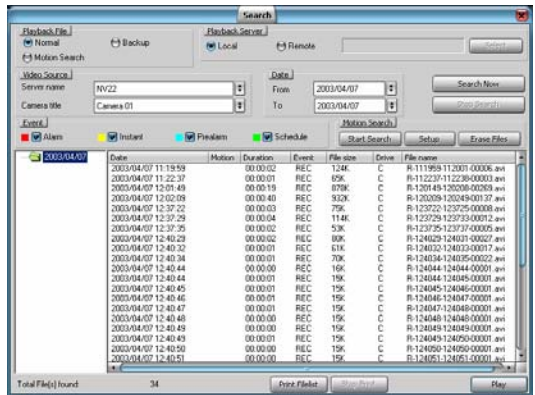 Search
Playback File
Normal
Backup
Motion Search
Playback Server
Local
Remote
Select
Video Source
Server name
NV22
Camera title
Camera 01
Date
From
2003/04/07
To
2003/04/07
Search Now
Stop Search
Event
Alarm
Instant
Prealarm
Schedule
Motion Search
Start Search
Setup
Erase Files
2003/04/07
Date Motion Duration Event File size Drive File name
2003/04/07 11:19:59 00:00:02 REC 124K C R-111959-112001-00006.avi
2003/04/07 11:22:37 00:00:01 REC 65K C R-112237-112238-00003.avi
2003/04/07 12:01:49 00:00:19 REC 878K C R-120149-120208-00269.avi
2003/04/07 12:02:09 00:00:40 REC 932K C R-120209-120249-00137.avi
2003/04/07 12:37:22 00:00:03 REC 75K C R-123722-123725-00008.avi
2003/04/07 12:37:29 00:00:04 REC 114K C R-123729-123733-00012.avi
2003/04/07 12:37:35 00:00:02 REC 53K C R-123735-123737-00005.avi
2003/04/07 12:40:29 00:00:02 REC 80K C R-124029-124031-00027.avi
2003/04/07 12:40:32 00:00:01 REC 61K C R-124032-124033-00017.avi
2003/04/07 12:40:34 00:00:01 REC 70K C R-124034-124035-00022.avi
2003/04/07 12:40:44 00:00:00 REC 16K C R-124044-124044-00001.avi
2003/04/07 12:40:44 00:00:01 REC 15K C R-124044-124045-00001.avi
2003/04/07 12:40:45 00:00:01 REC 15K C R-124045-124046-00001.avi
2003/04/07 12:40:46 00:00:01 REC 15K C R-124046-124047-00001.avi
2003/04/07 12:40:47 00:00:01 REC 15K C R-124047-124048-00001.avi
2003/04/07 12:40:48 00:00:00 REC 15K C R-124048-124048-00001.avi
2003/04/07 12:40:49 00:00:00 REC 15K C R-124049-124049-00001.avi
2003/04/07 12:40:49 00:00:01 REC 15K C R-124049-124050-00001.avi
2003/04/07 12:40:50 00:00:00 REC 15K C R-124050-124050-00001.avi
2003/04/07 12:40:51 00:00:00 REC 15K C R-124051-124051-00001.avi
Total File(s) found: 34
Print Filelist
Stop Print
Play